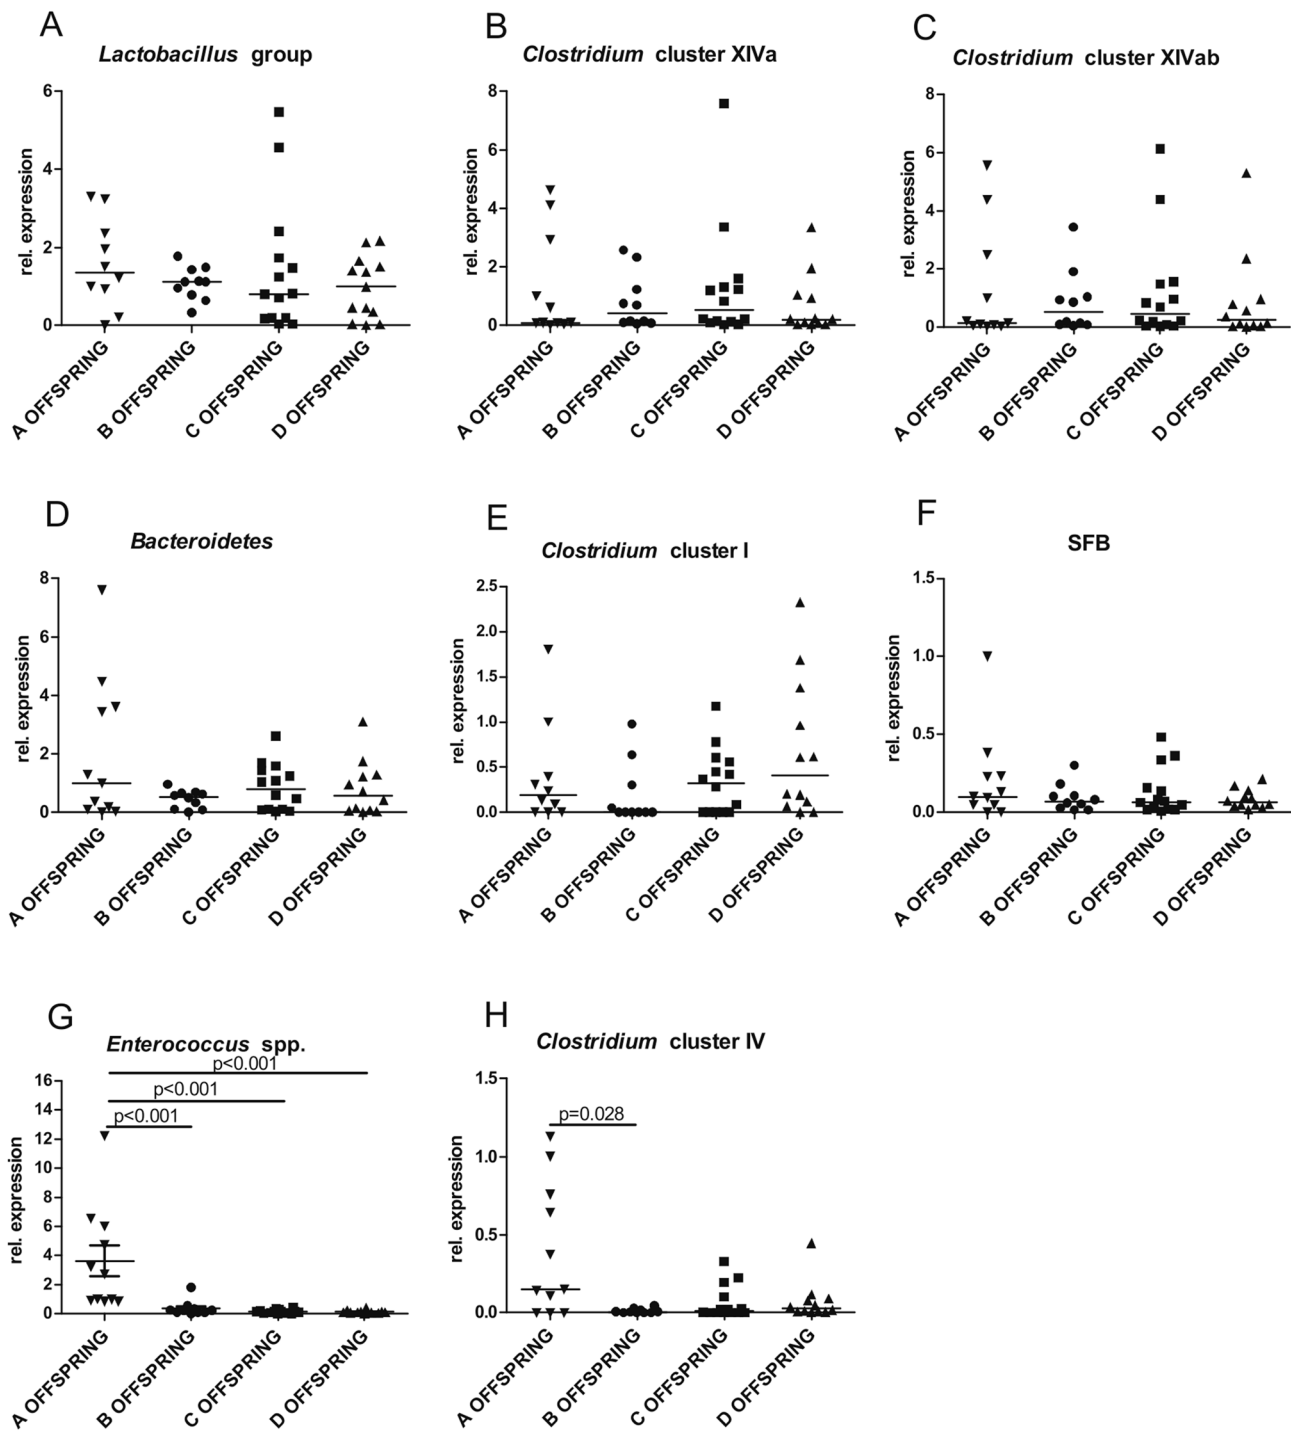 A
Lactobacillus group
rel. expression
6
4
2
0
A OFFSPRING
B OFFSPRING
C OFFSPRING
D OFFSPRING
B
Clostridium cluster XIVa
rel. expression
8
6
4
2
0
A OFFSPRING
B OFFSPRING
C OFFSPRING
D OFFSPRING
C
Clostridium cluster XIVab
rel. expression
8
6
4
2
0
A OFFSPRING
B OFFSPRING
C OFFSPRING
D OFFSPRING
D
Bacteroidetes
rel. expression
8
6
4
2
0
A OFFSPRING
B OFFSPRING
C OFFSPRING
D OFFSPRING
E
Clostridium cluster I
rel. expression
2.5
2.0
1.5
1.0
0.5
0.0
A OFFSPRING
B OFFSPRING
C OFFSPRING
D OFFSPRING
F
SFB
rel. expression
1.5
1.0
0.5
0.0
A OFFSPRING
B OFFSPRING
C OFFSPRING
D OFFSPRING
G
Enterococcus spp.
p<0.001
p<0.001
p<0.001
rel. expression
16
14
12
10
8
6
4
2
0
A OFFSPRING
B OFFSPRING
C OFFSPRING
D OFFSPRING
H
Clostridium cluster IV
p=0.028
rel. expression
1.5
1.0
0.5
0.0
A OFFSPRING
B OFFSPRING
C OFFSPRING
D OFFSPRING